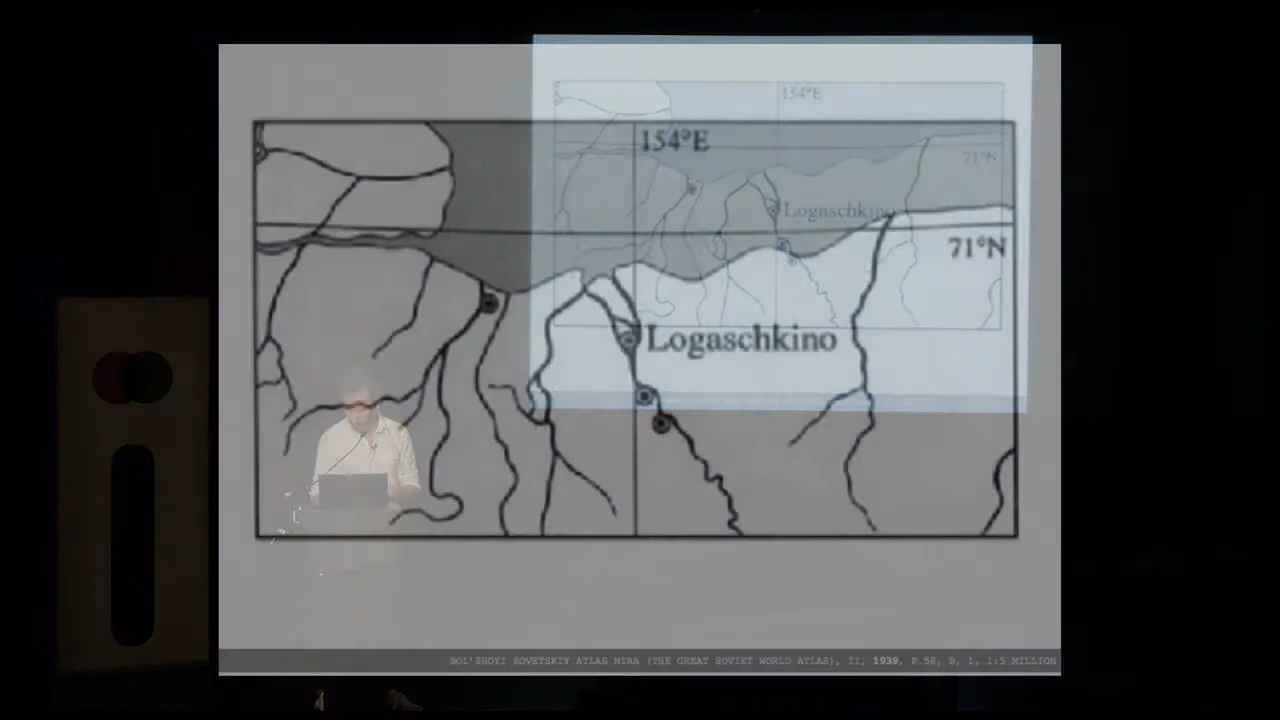 154°E
154°E
71°N
Logaschkino
71°N
Logaschkino
BOL'SHOYI SOVETSKIY ATLAS MIRA (THE GREAT SOVIET WORLD ATLAS), II, 1939, P.58, B, 1, 1:5 MILLION